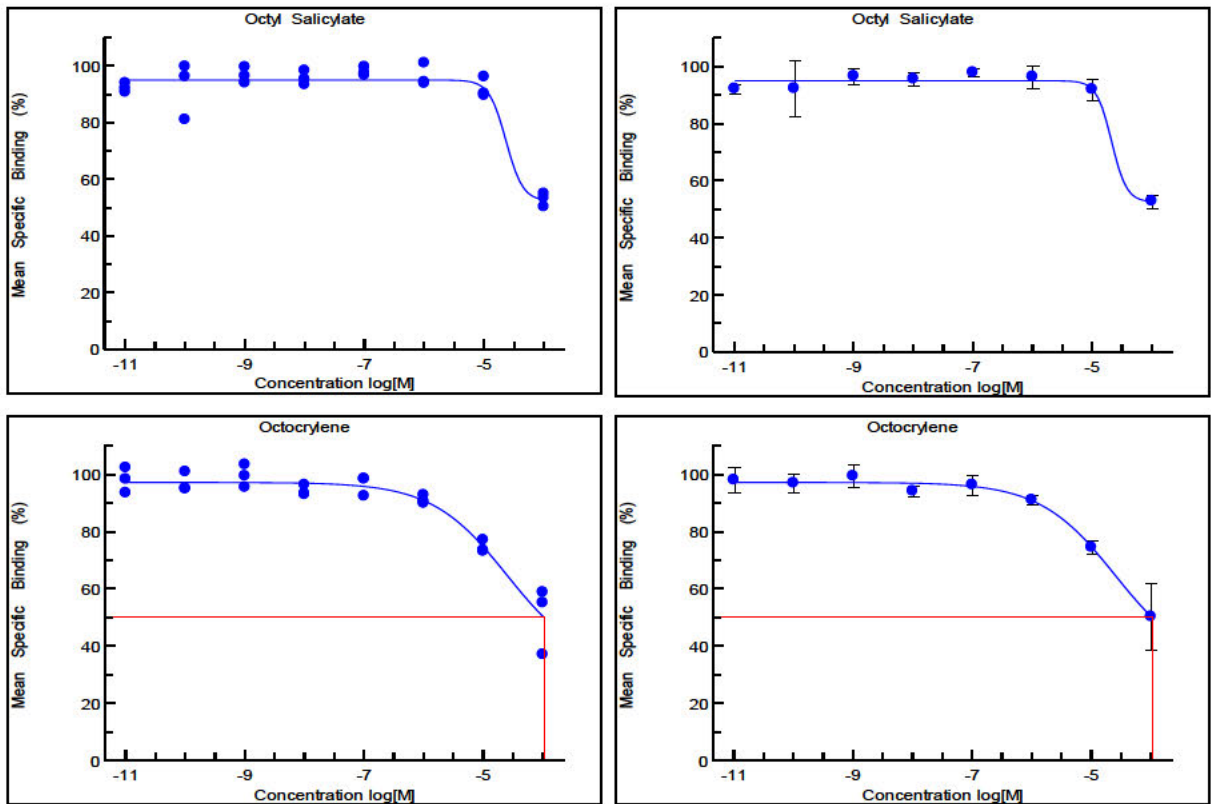 Octyl Salicylate
Mean Specific Binding (%)
100
80
60
40
20
0
-11 -9 -7 -5
Concentration log[M]
Octyl Salicylate
Mean Specific Binding (%)
100
80
60
40
20
0
-11 -9 -7 -5
Concentration log[M]
Octocrylene
Mean Specific Binding (%)
100
80
60
40
20
0
-11 -9 -7 -5
Concentration log[M]
Octocrylene
Mean Specific Binding (%)
100
80
60
40
20
0
-11 -9 -7 -5
Concentration log[M]